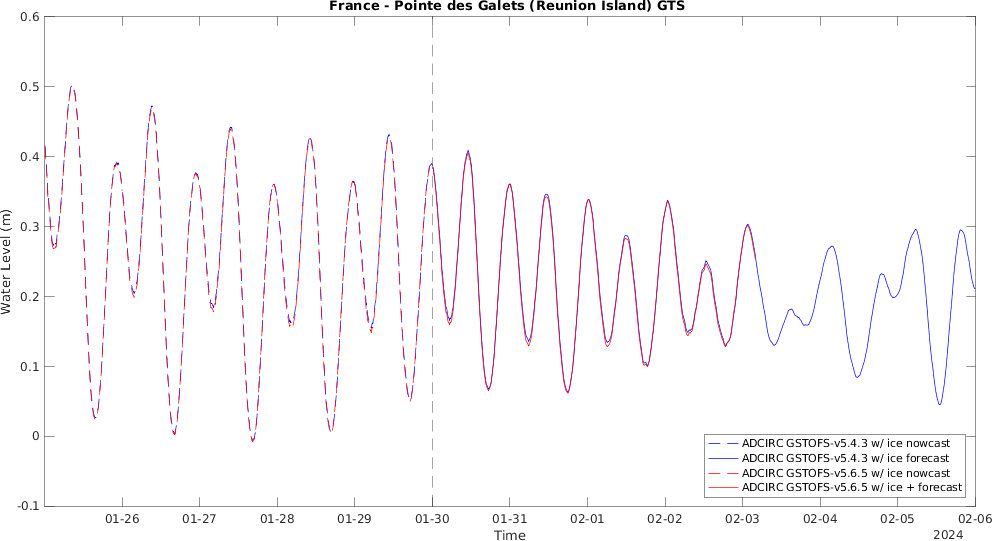 France - Pointe des Galets (Reunion Island) GTS
0.6
0.5
0.4
0.3
0.2
0.1
0
-0.1
Water Level (m)
01-26 01-27 01-28 01-29 01-30 01-31 02-01 02-02 02-03 02-04 02-05 02-06
Time
2024
ADCIRC GSTOFS-v5.4.3 w/ ice nowcast
ADCIRC GSTOFS-v5.4.3 w/ ice forecast
ADCIRC GSTOFS-v5.6.5 w/ ice nowcast
ADCIRC GSTOFS-v5.6.5 w/ ice + forecast